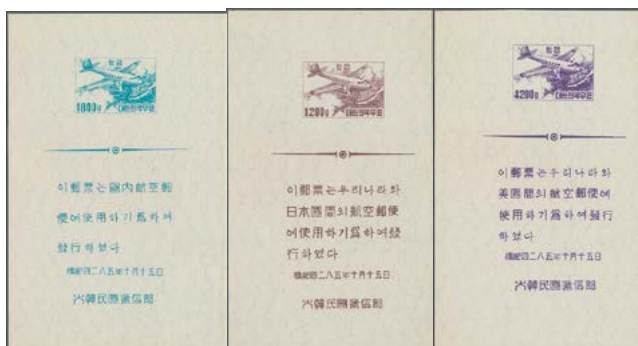 항공
1800원 대한민국우표
이郵票는國內航空郵
便에使用하기爲하여
發行하였다
檀紀四二八五年十月十五日
大韓民國遞信部
항공
1200원 대한민국우표
이郵票는우리나라와
日本國間의航空郵便
에使用하기爲하여發
行하였다
檀紀四二八五年十月十五日
大韓民國遞信部
항공
4200원 대한민국우표
이郵票는우리나라와
美國間의航空郵便에
使用하기爲하여發行
하였다
檀紀四二八五年十月十五日
大韓民國遞信部